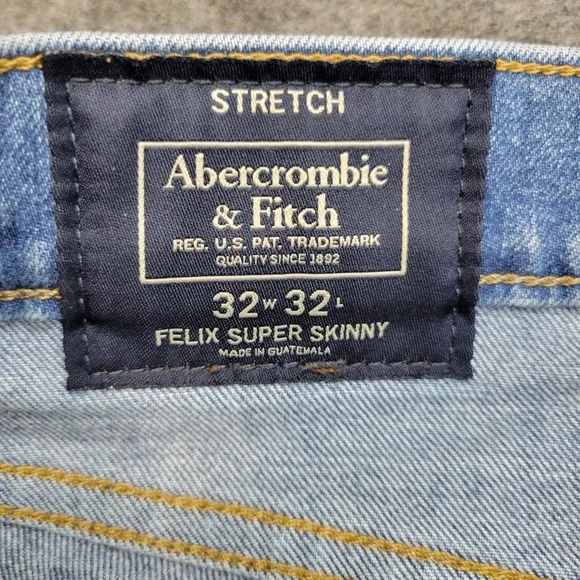 STRETCH
Abercrombie
& Fitch
REG. U.S. PAT. TRADEMARK
QUALITY SINCE 1892
32W 32L
FELIX SUPER SKINNY
MADE IN GUATEMALA